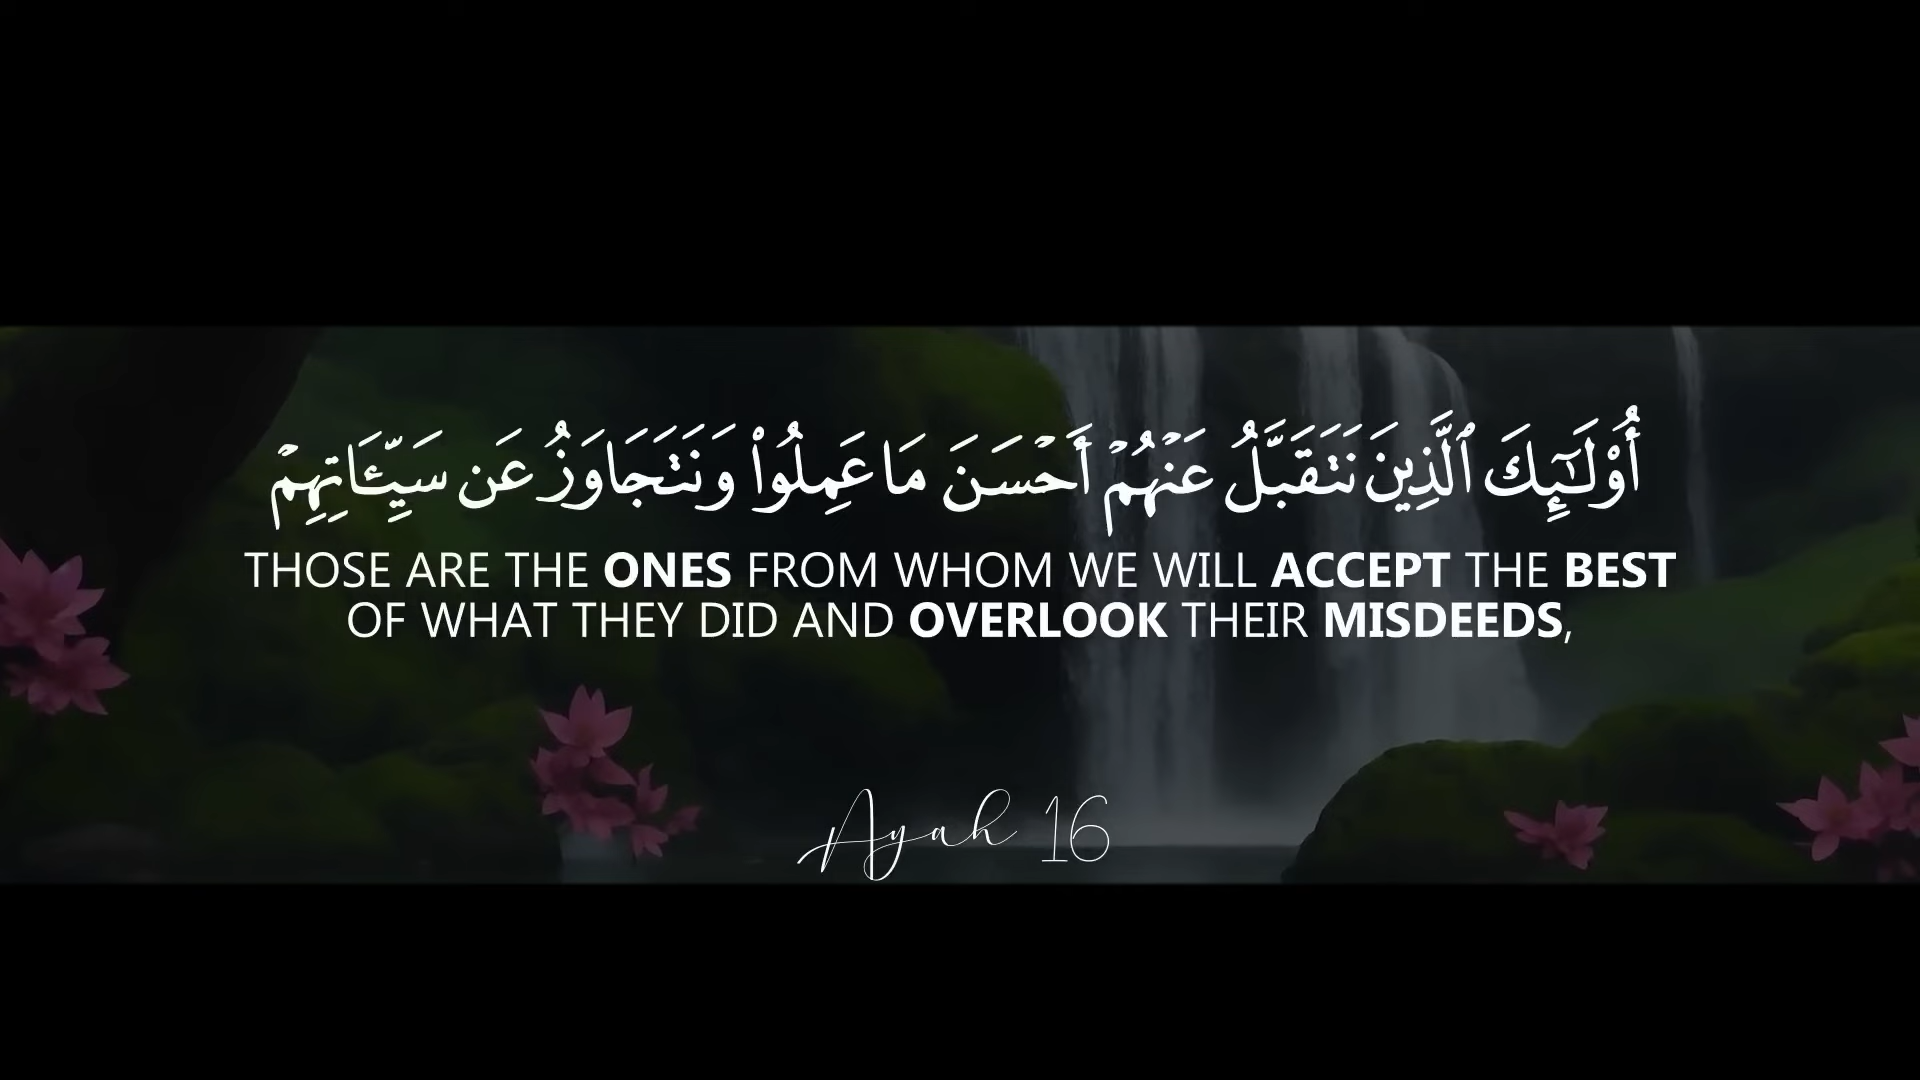 أُوْلَـٰٓئِكَ ٱلَّذِينَ نَتَقَبَّلُ عَنْهُمْ أَحْسَنَ مَا عَمِلُواْ وَنَتَجَاوَزُ عَن سَيِّـَٔاتِهِمْ
THOSE ARE THE ONES FROM WHOM WE WILL ACCEPT THE BEST
OF WHAT THEY DID AND OVERLOOK THEIR MISDEEDS,
Ayah 16